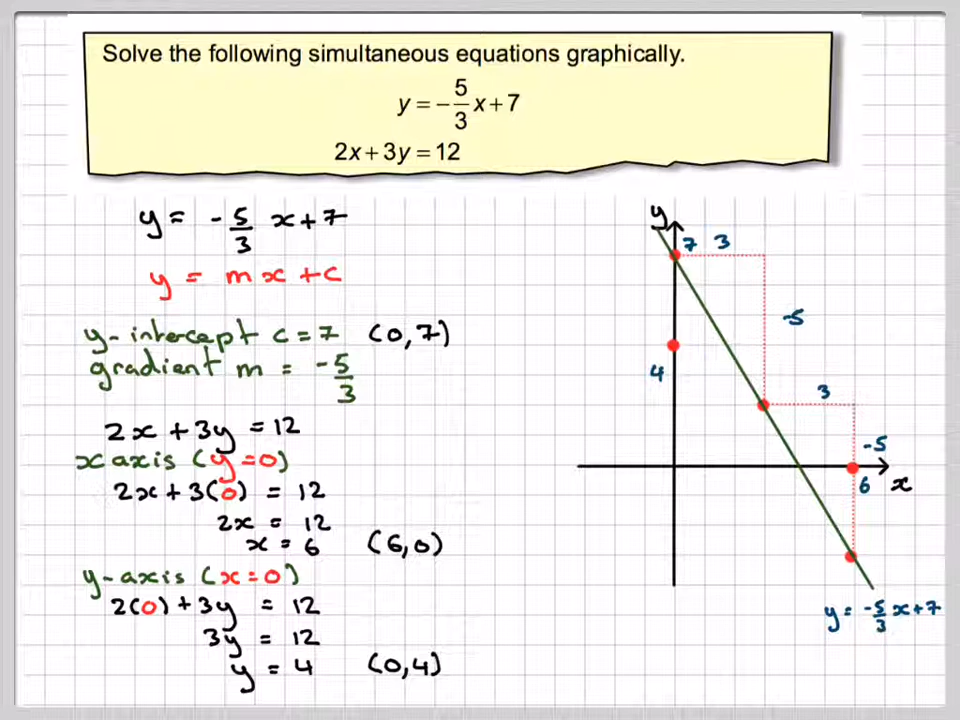 Solve the following simultaneous equations graphically.
y = -5/3 x + 7
2x + 3y = 12
y = -5/3 x + 7
y = mx + c
y-intercept c = 7 (0,7)
gradient m = -5/3
2x + 3y = 12
x axis (y=0)
2x + 3(0) = 12
2x = 12
x = 6 (6,0)
y-axis (x=0)
2(0) + 3y = 12
3y = 12
y = 4 (0,4)
y
7 3
-5
4
3
-5
6 x
y = -5/3 x + 7